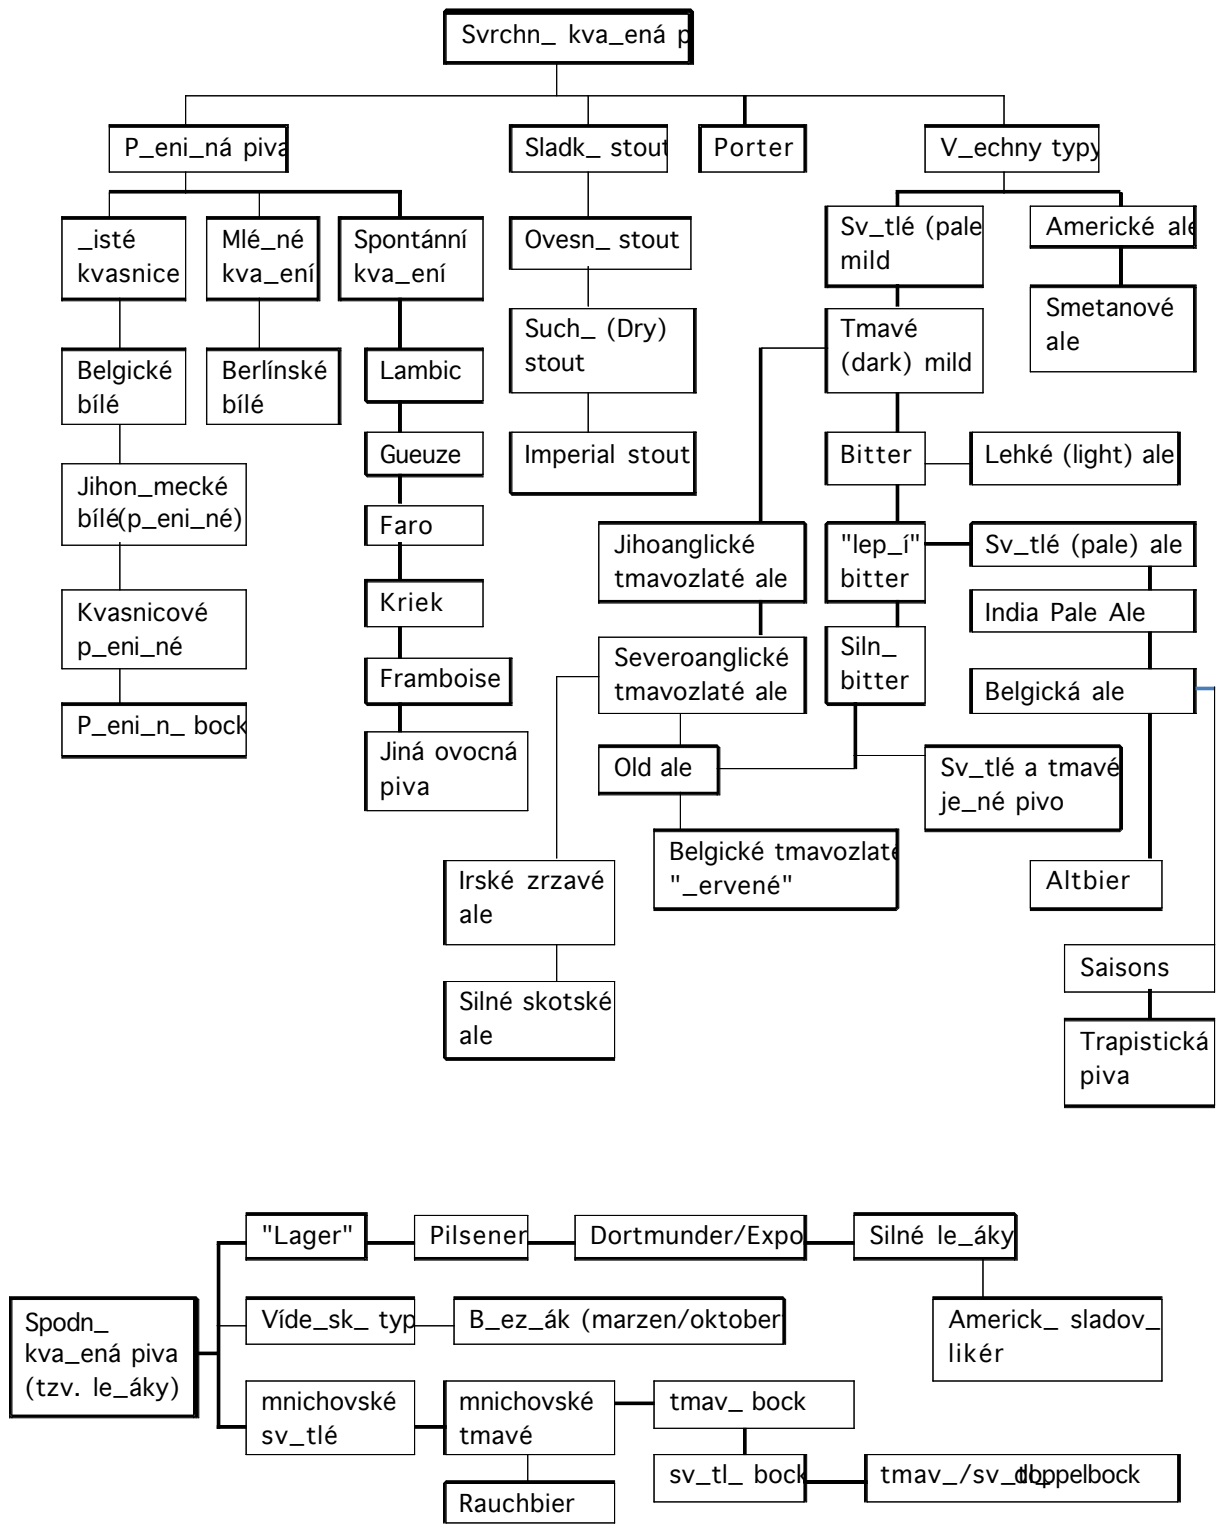 Svrchn_ kva_ená p
P_eni_ná piva
Sladk_ stout
Porter
V_echny typy
_isté
kvasnice
Mlé_né
kva_ení
Spontánní
kva_ení
Ovesn_ stout
Sv_tlé (pale
mild
Americké ale
Such_ (Dry)
stout
Tmavé
(dark) mild
Smetanové
ale
Belgické
bílé
Berlínské
bílé
Lambic
Gueuze
Imperial stout
Bitter
Lehké (light) ale
Jihon_mecké
bílé(p_eni_né)
Faro
Jihoanglické
tmavozlaté ale
"lep_í"
bitter
Sv_tlé (pale) ale
Kvasnicové
p_eni_né
Kriek
India Pale Ale
Severoanglické
tmavozlaté ale
Siln_
bitter
Framboise
Belgická ale
P_eni_n_ bock
Jiná ovocná
piva
Old ale
Sv_tlé a tmavé
je_né pivo
Belgické tmavozlaté
"_ervené"
Irské zrzavé
ale
Altbier
Saisons
Silné skotské
ale
Trapistická
piva
"Lager"
Pilsener
Dortmunder/Expo
Silné le_áky
Spodn_
kva_ená piva
(tzv. le_áky)
Víde_sk_ typ
B_ez_ák (marzen/oktober
Americk_ sladov_
likér
mnichovské
sv_tlé
mnichovské
tmavé
tmav_ bock
sv_tl_ bock
tmav_/sv_tl_doppelbock
Rauchbier